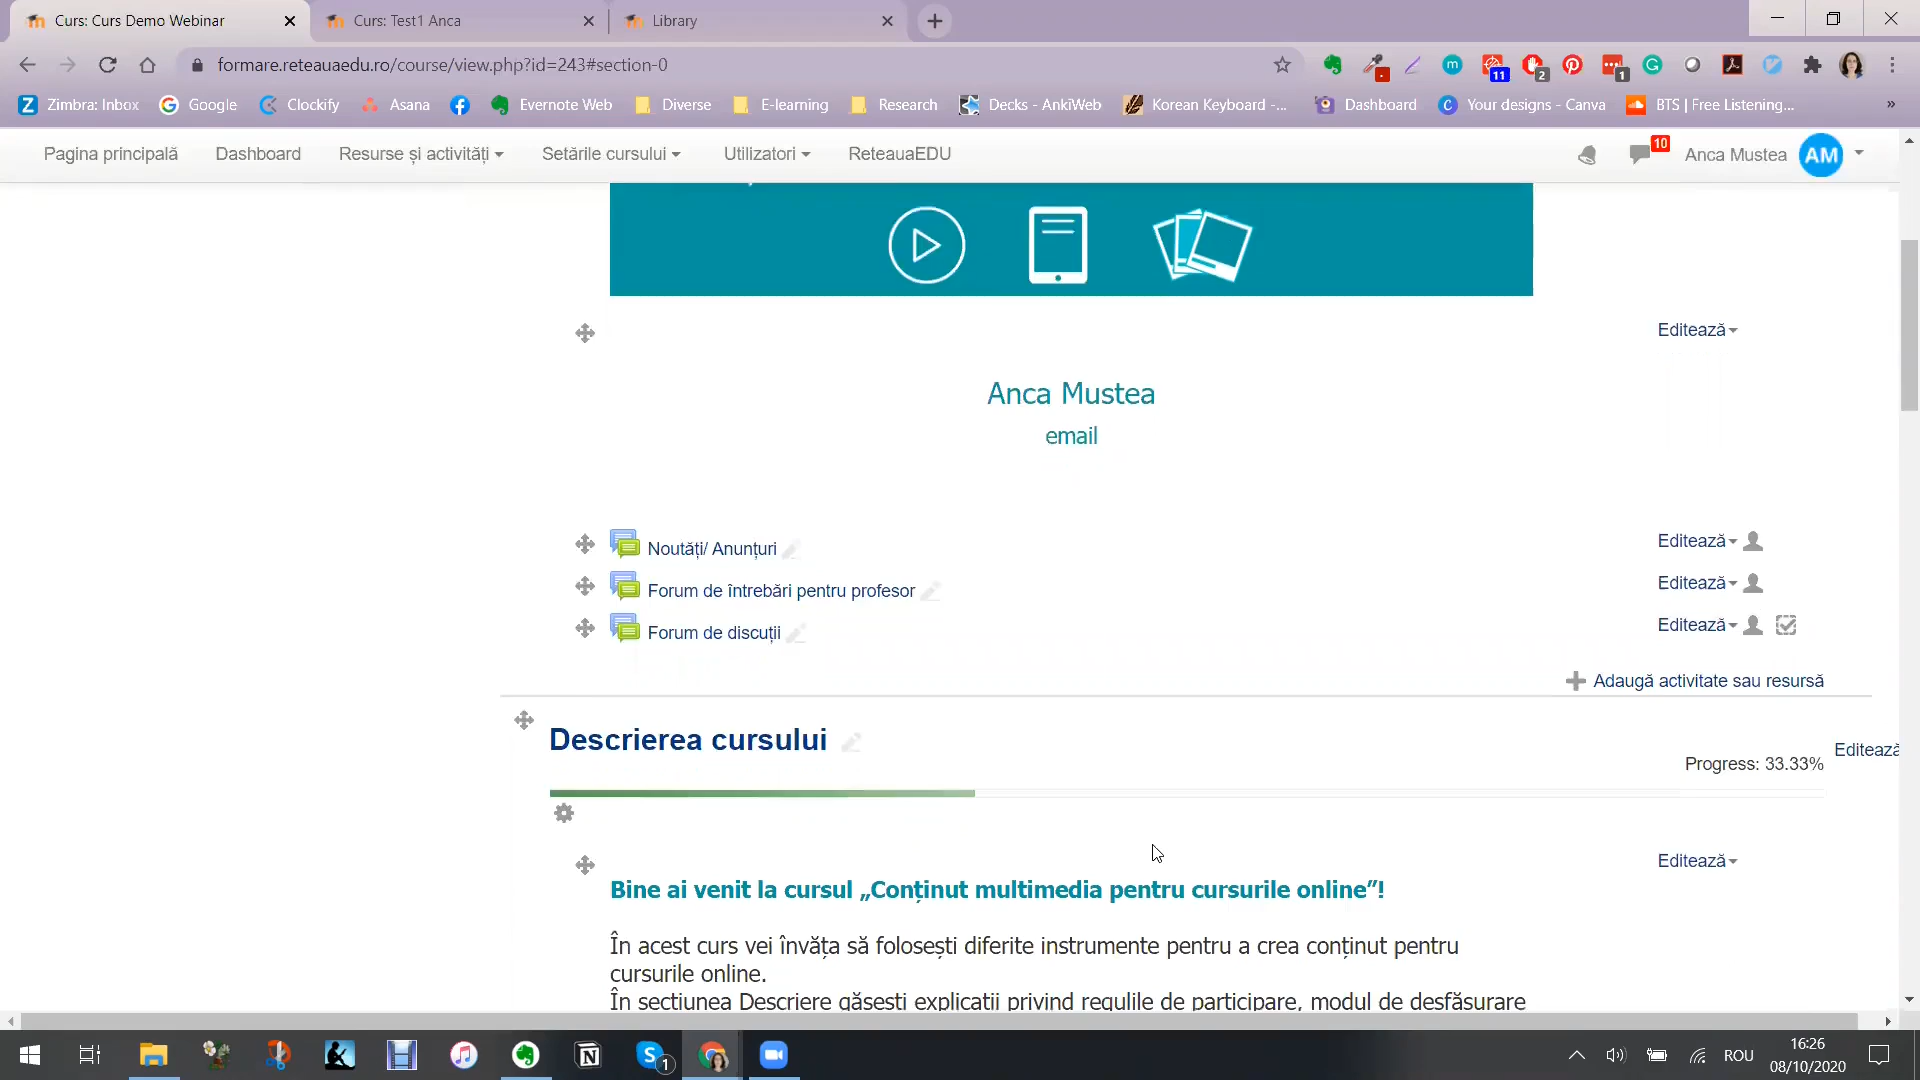 Curs: Curs Demo Webinar
Curs: Test1 Anca
Library
formare.reteauaedu.ro/course/view.php?id=243#section-0
11
2
1
Zimbra: Inbox
Google
Clockify
Asana
Evernote Web
Diverse
E-learning
Research
Decks - AnkiWeb
Korean Keyboard -...
Dashboard
Your designs - Canva
BTS | Free Listening...
»
Pagina principală
Dashboard
Resurse și activități
Setările cursului
Utilizatori
ReteauaEDU
10
Anca Mustea
AM
Editează
Anca Mustea
email
Noutăți/ Anunțuri
Editează
Forum de întrebări pentru profesor
Editează
Forum de discuții
Editează
Adaugă activitate sau resursă
Descrierea cursului
Editează
Progress: 33.33%
Editează
Bine ai venit la cursul „Conținut multimedia pentru cursurile online”!
În acest curs vei învăța să folosești diferite instrumente pentru a crea conținut pentru
cursurile online.
În secțiunea Descriere găsești explicații privind regulile de participare, modul de desfășurare
1
ROU
16:26
08/10/2020